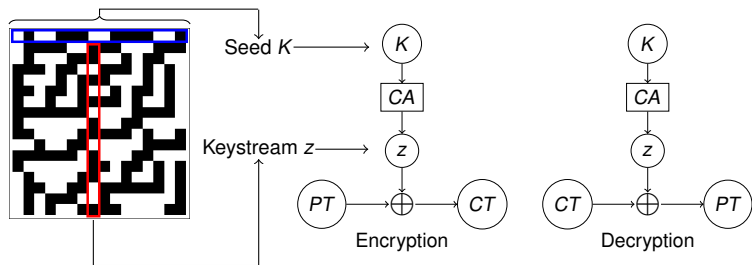 Seed K
K
K
CA
CA
Keystream z
z
z
PT
CT
CT
PT
Encryption
Decryption